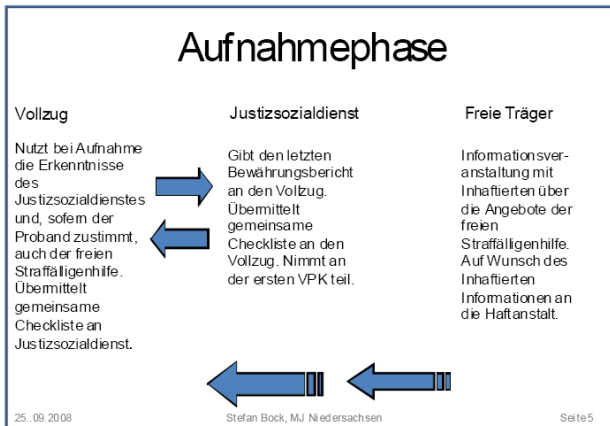 Aufnahmephase
Vollzug
Nutzt bei Aufnahme
die Erkenntnisse
des
Justizsozialdienstes
und, sofern der
Proband zustimmt,
auch der freien
Straffälligenhilfe.
Übermittelt
gemeinsame
Checkliste an
Justizsozialdienst.
Justizsozialdienst
Gibt den letzten
Bewährungsbericht
an den Vollzug.
Übermittelt
gemeinsame
Checkliste an den
Vollzug. Nimmt an
der ersten VPK teil.
Freie Träger
Informationsver-
anstaltung mit
Inhaftierten über
die Angebote der
freien
Straffälligenhilfe.
Auf Wunsch des
Inhaftierten
Informationen an
die Haftanstalt.
25..09.2008
Stefan Bock, MJ Niedersachsen
Seite 5